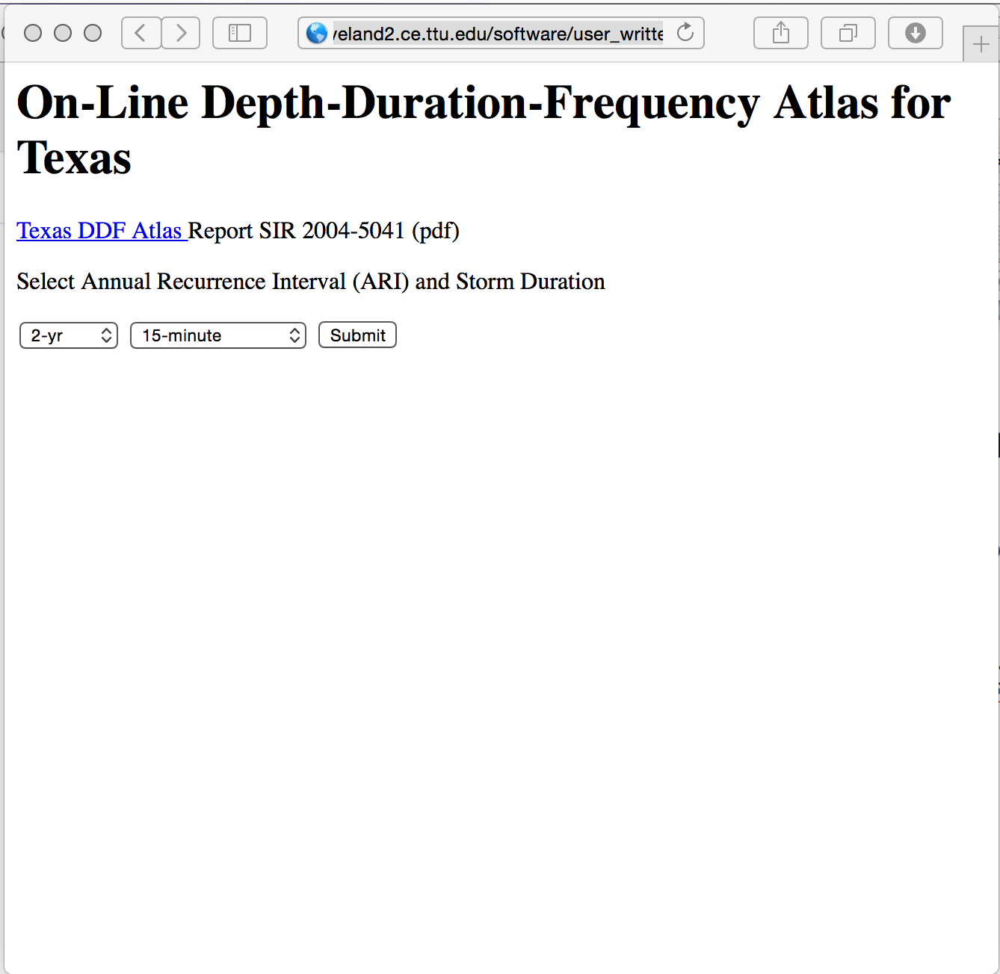 veland2.ce.ttu.edu/software/user_writte
On-Line Depth-Duration-Frequency Atlas for
Texas
Texas DDF Atlas Report SIR 2004-5041 (pdf)
Select Annual Recurrence Interval (ARI) and Storm Duration
2-yr 15-minute Submit